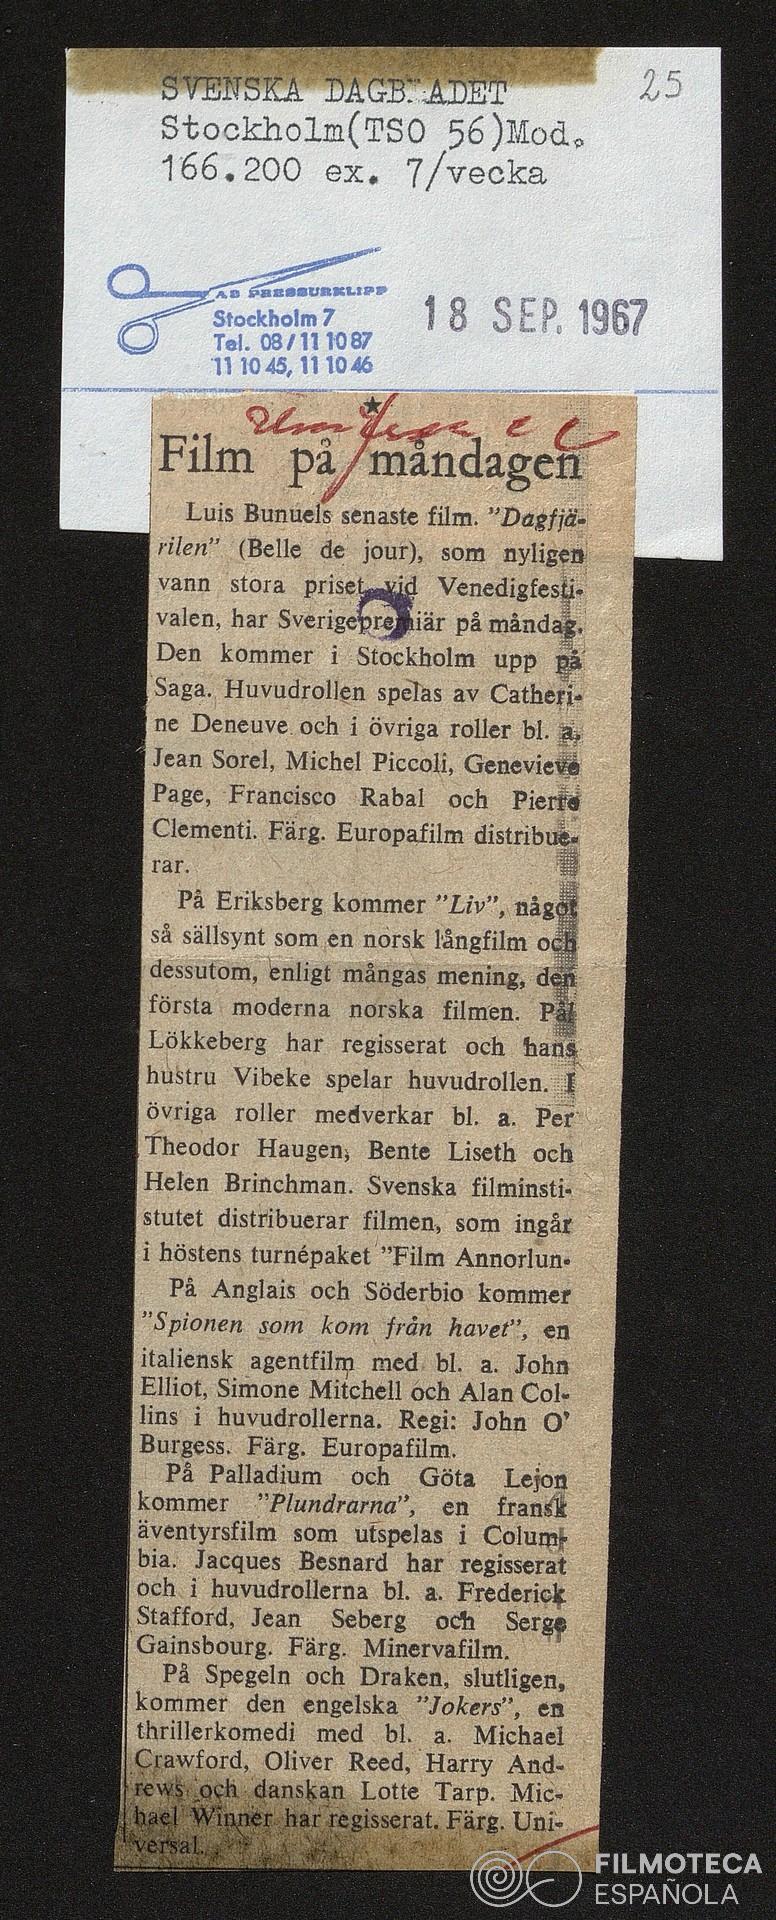 SVENSKA DAGBLADET
25
Stockholm(TSO 56)Mod.
166.200 ex. 7/vecka
AB PRESSURKLIPP
Stockholm 7
Tel. 08/11 10 87
11 10 45, 11 10 46
18 SEP. 1967
Film på måndagen
Luis Bunuels senaste film. "Dagfjä-
rilen" (Belle de jour), som nyligen
vann stora priset vid Venedigfesti-
valen, har Sverigepremiär på måndag.
Den kommer i Stockholm upp på
Saga. Huvudrollen spelas av Catheri-
ne Deneuve och i övriga roller bl. a.
Jean Sorel, Michel Piccoli, Genevieve
Page, Francisco Rabal och Pierre
Clementi. Färg. Europafilm distribue-
rar.
På Eriksberg kommer "Liv", något
så sällsynt som en norsk långfilm och
dessutom, enligt mångas mening, den
första moderna norska filmen. Pål
Lökkeberg har regisserat och hans
hustru Vibeke spelar huvudrollen. I
övriga roller medverkar bl. a. Per
Theodor Haugen, Bente Liseth och
Helen Brinchman. Svenska filminsti-
stutet distribuerar filmen, som ingår
i höstens turnépaket "Film Annorlun-
På Anglais och Söderbio kommer
"Spionen som kom från havet", en
italiensk agentfilm med bl. a. John
Elliot, Simone Mitchell och Alan Col-
lins i huvudrollerna. Regi: John O'
Burgess. Färg. Europafilm.
På Palladium och Göta Lejon
kommer "Plundrarna", en fransk
äventyrsfilm som utspelas i Colum-
bia. Jacques Besnard har regisserat
och i huvudrollerna bl. a. Frederick
Stafford, Jean Seberg och Serge
Gainsbourg. Färg. Minervafilm.
På Spegeln och Draken, slutligen,
kommer den engelska "Jokers", en
thrillerkomedi med bl. a. Michael
Crawford, Oliver Reed, Harry And-
rews och danskan Lotte Tarp. Mic-
hael Winner har regisserat. Färg. Uni-
versal.
FILMOTECA
ESPAÑOLA